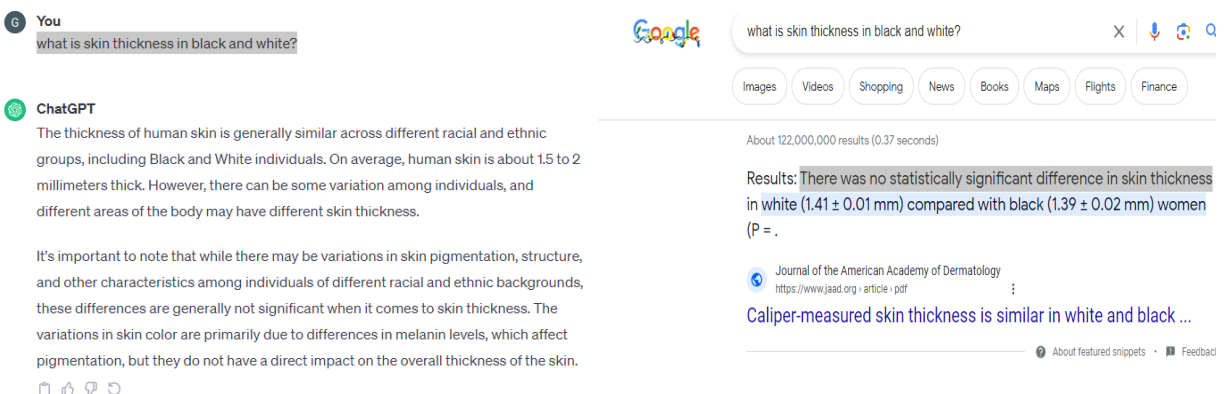 G
You
what is skin thickness in black and white?
ChatGPT
The thickness of human skin is generally similar across different racial and ethnic
groups, including Black and White individuals. On average, human skin is about 1.5 to 2
millimeters thick. However, there can be some variation among individuals, and
different areas of the body may have different skin thickness.
It's important to note that while there may be variations in skin pigmentation, structure,
and other characteristics among individuals of different racial and ethnic backgrounds,
these differences are generally not significant when it comes to skin thickness. The
variations in skin color are primarily due to differences in melanin levels, which affect
pigmentation, but they do not have a direct impact on the overall thickness of the skin.
Google
what is skin thickness in black and white?
Images Videos Shopping News Books Maps Flights Finance
About 122,000,000 results (0.37 seconds)
Results: There was no statistically significant difference in skin thickness
in white (1.41 ± 0.01 mm) compared with black (1.39 ± 0.02 mm) women
(P = .
Journal of the American Academy of Dermatology
https://www.jaad.org › article › pdf
Caliper-measured skin thickness is similar in white and black ...
About featured snippets • Feedback